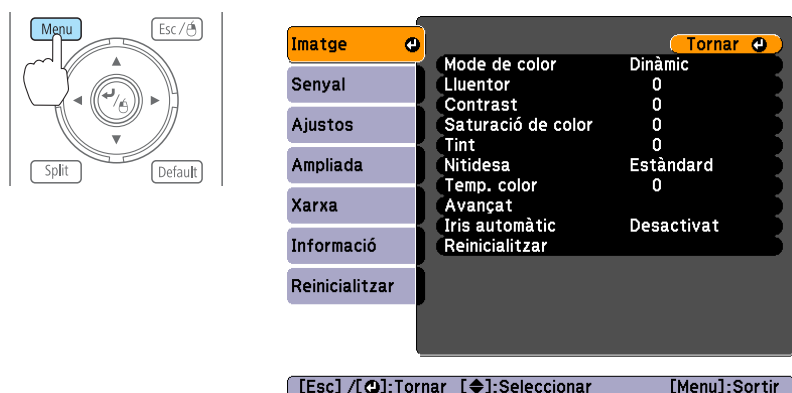 Menu
Esc /
Split
Default
Imatge
Senyal
Ajustos
Ampliada
Xarxa
Informació
Reinicialitzar
Tornar
Mode de color Dinàmic
Lluentor 0
Contrast 0
Saturació de color 0
Tint 0
Nitidesa Estàndard
Temp. color 0
Avançat
Iris automàtic Desactivat
Reinicialitzar
[Esc] /[ ]:Tornar [ ]:Seleccionar [Menu]:Sortir